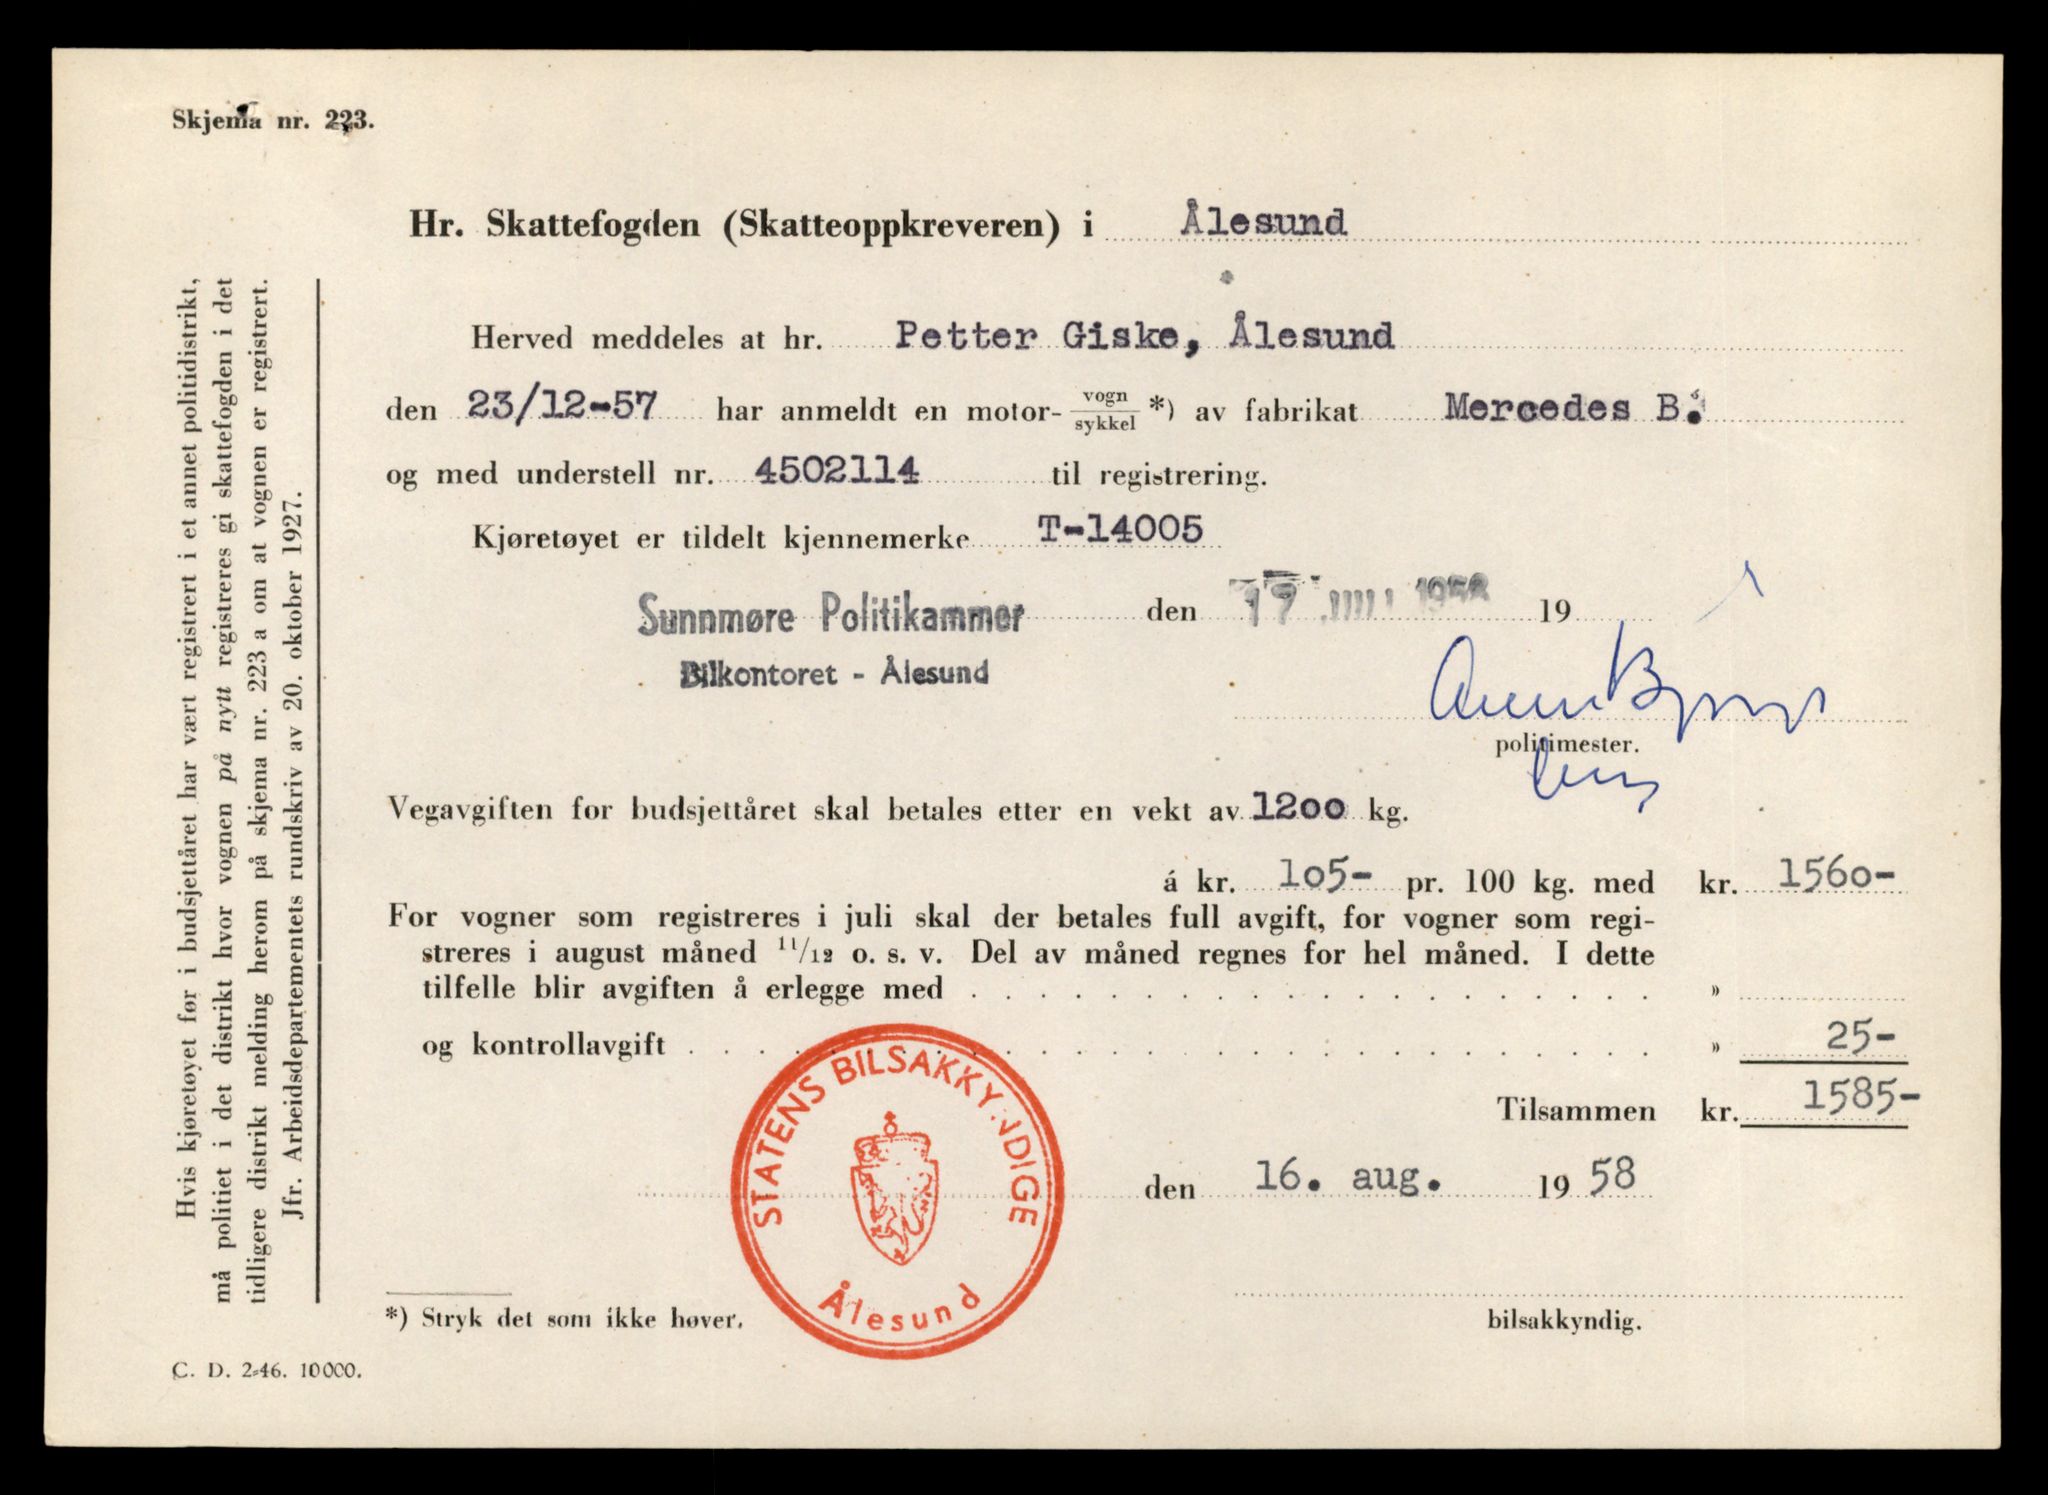 Skjema nr. 223.
Hr. Skattefogden (Skatteoppkreveren) i Ålesund
Herved meddeles at hr. Petter Giske, Ålesund
den 23/12-57 har anmeldt en motor- vogn/sykkel *) av fabrikat Mercedes B.
og med understell nr. 4502114 til registrering.
Kjøretøyet er tildelt kjennemerke T-14005
Sunnmøre Politikammer den 17 1958 19
Bilkontoret - Ålesund
politimester.
Vegavgiften for budsjettåret skal betales etter en vekt av 1200 kg.
á kr. 105- pr. 100 kg. med kr. 1560-
For vogner som registreres i juli skal der betales full avgift, for vogner som regi-
streres i august måned 11/12 o. s. v. Del av måned regnes for hel måned. I dette
tilfelle blir avgiften å erlegge med . . . . . . . . . . . . . . . . . . . . »
og kontrollavgift . . . . . . . . . . . . . . . . . . . . . . . . . . . . » 25-
Tilsammen kr. 1585-
den 16. aug. 19 58
STATENS BILSAKKYNDIGE
Ålesund
bilsakkyndig.
*) Stryk det som ikke høver.
C. D. 2-46. 10000.
Hvis kjøretøyet før i budsjettåret har vært registrert i et annet politidistrikt,
må politiet i det distrikt hvor vognen på nytt registreres gi skattefogden i det
tidligere distrikt melding herom på skjema nr. 223 a om at vognen er registrert.
Jfr. Arbeidsdepartementets rundskriv av 20. oktober 1927.